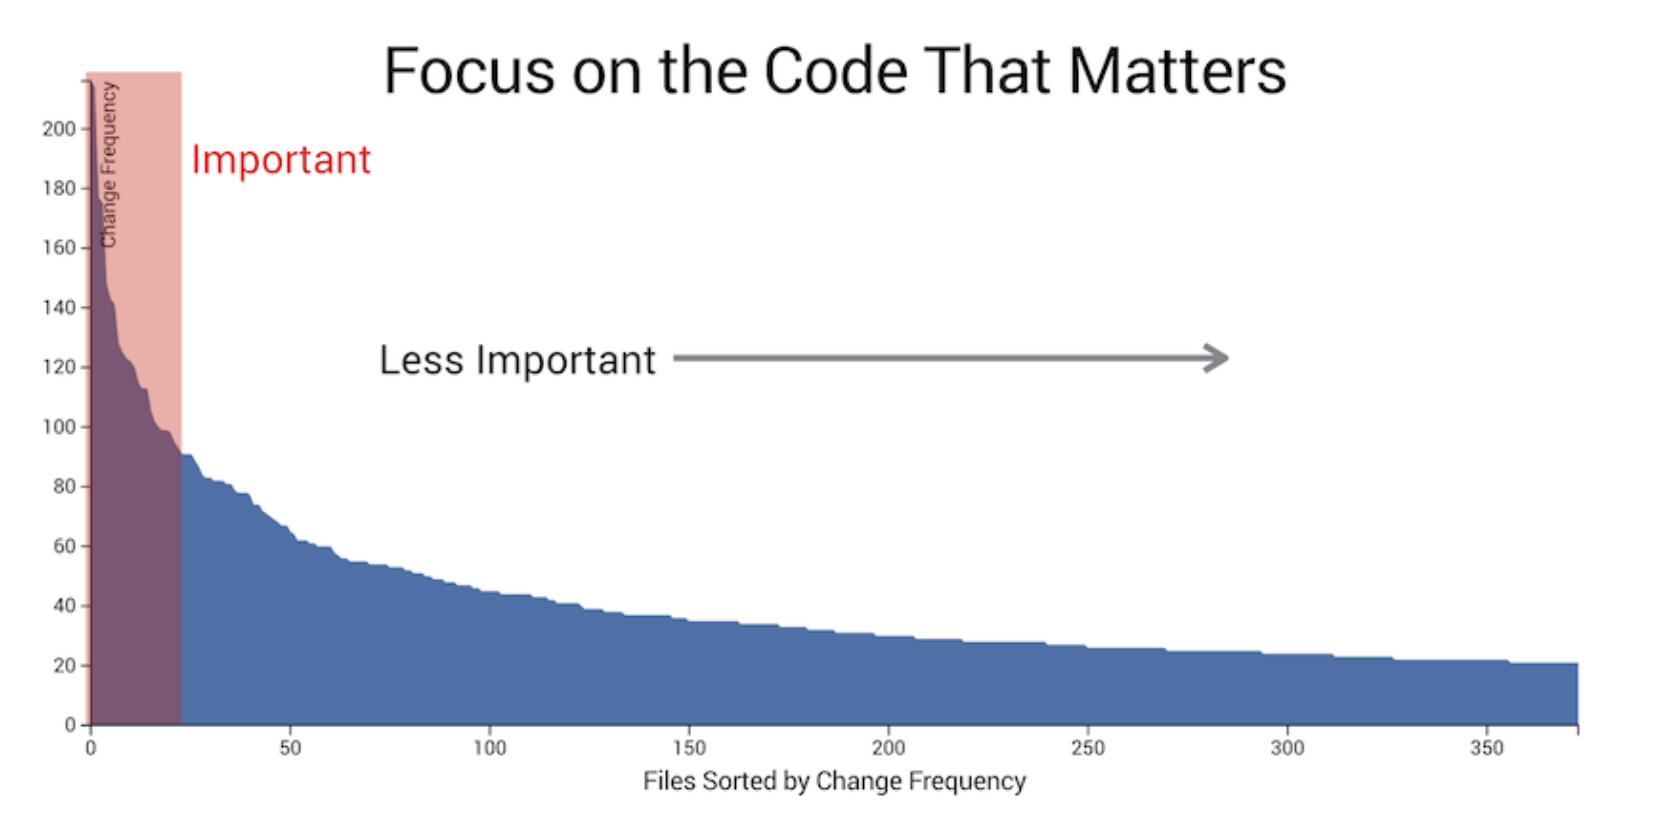 Focus on the Code That Matters
Change Frequency
Important
Less Important
200
180
160
140
120
100
80
60
40
20
0
0 50 100 150 200 250 300 350
Files Sorted by Change Frequency